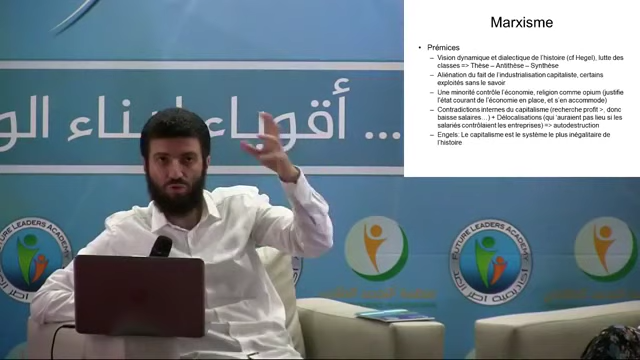 Marxisme
• Prémices
– Vision dynamique et dialectique de l'histoire (cf Hegel), lutte des
classes => Thèse – Antithèse – Synthèse
– Aliénation du fait de l'industrialisation capitaliste, certains
exploités sans le savoir
– Une minorité contrôle l'économie, religion comme opium (justifie
l'état courant de l'économie en place, et s'en accommode)
– Contradictions internes du capitalisme (recherche profit >, donc
baisse salaires…) + Délocalisations (qui 'auraient pas lieu si les
salariés contrôlaient les entreprises) => autodestruction
– Engels: Le capitalisme est le système le plus inégalitaire de
l'histoire
... أقوياء لبناء الو
FUTURE LEADERS ACADEMY
FUTURE LEADERS ACADEMY